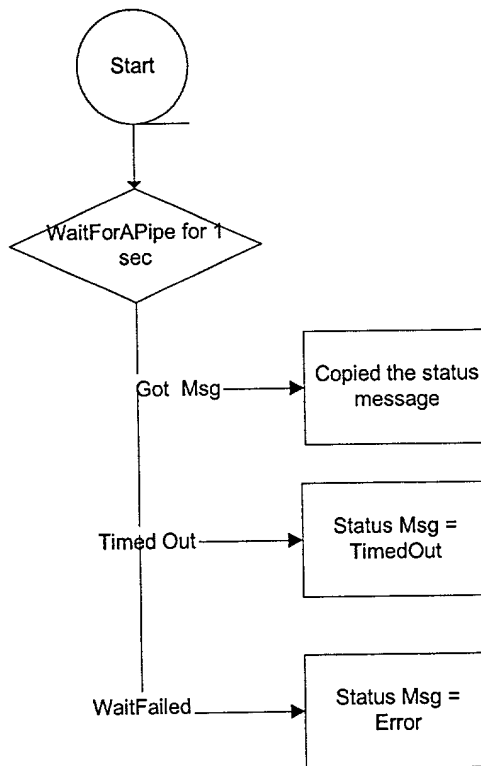 Start
WaitForAPipe for 1
sec
Got Msg
Copied the status
message
Timed Out
Status Msg =
TimedOut
WaitFailed
Status Msg =
Error